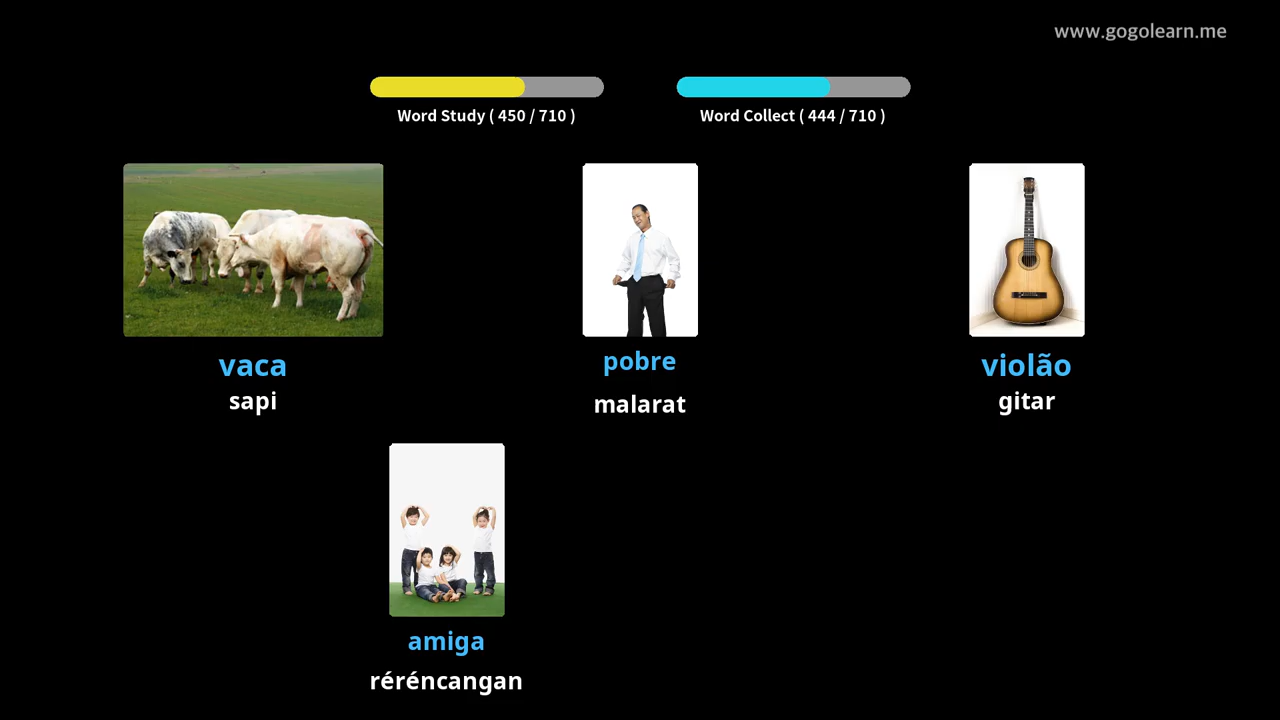 www.gogolearn.me
Word Study ( 450 / 710 )
Word Collect ( 444 / 710 )
vaca
sapi
pobre
malarat
violão
gitar
amiga
réréncangan